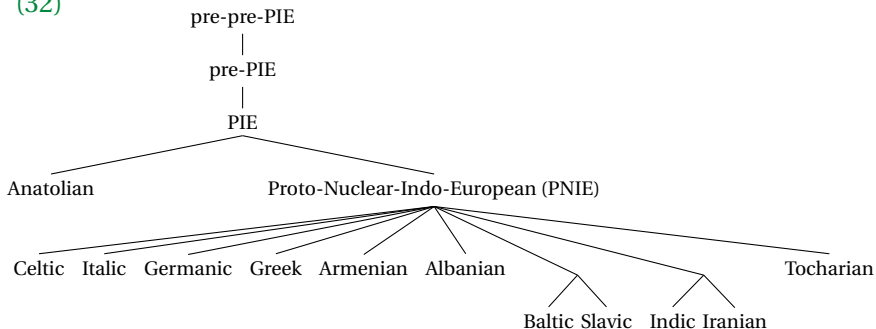 (32)
pre-pre-PIE
pre-PIE
PIE
Anatolian Proto-Nuclear-Indo-European (PNIE)
Celtic Italic Germanic Greek Armenian Albanian Tocharian
Baltic Slavic Indic Iranian